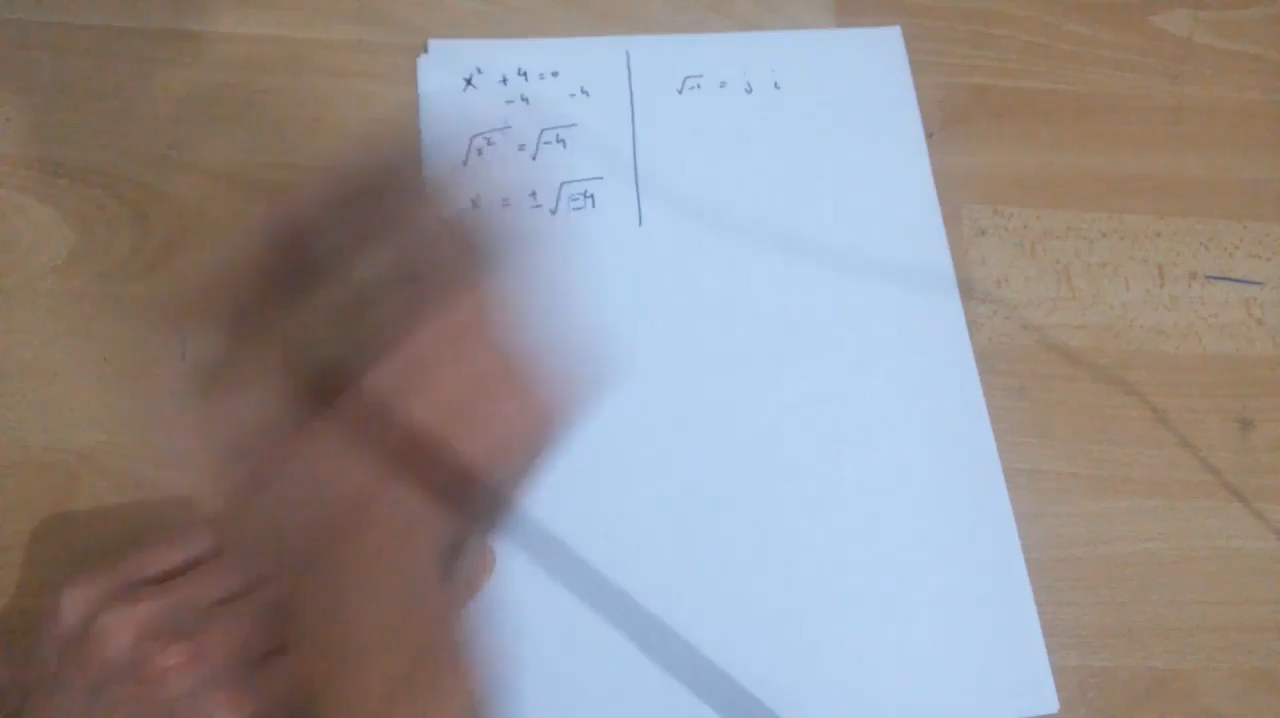 x² + 4 = 0
- 4 - 4
√x² = √-4
x = ± √-4
√-1 = j i